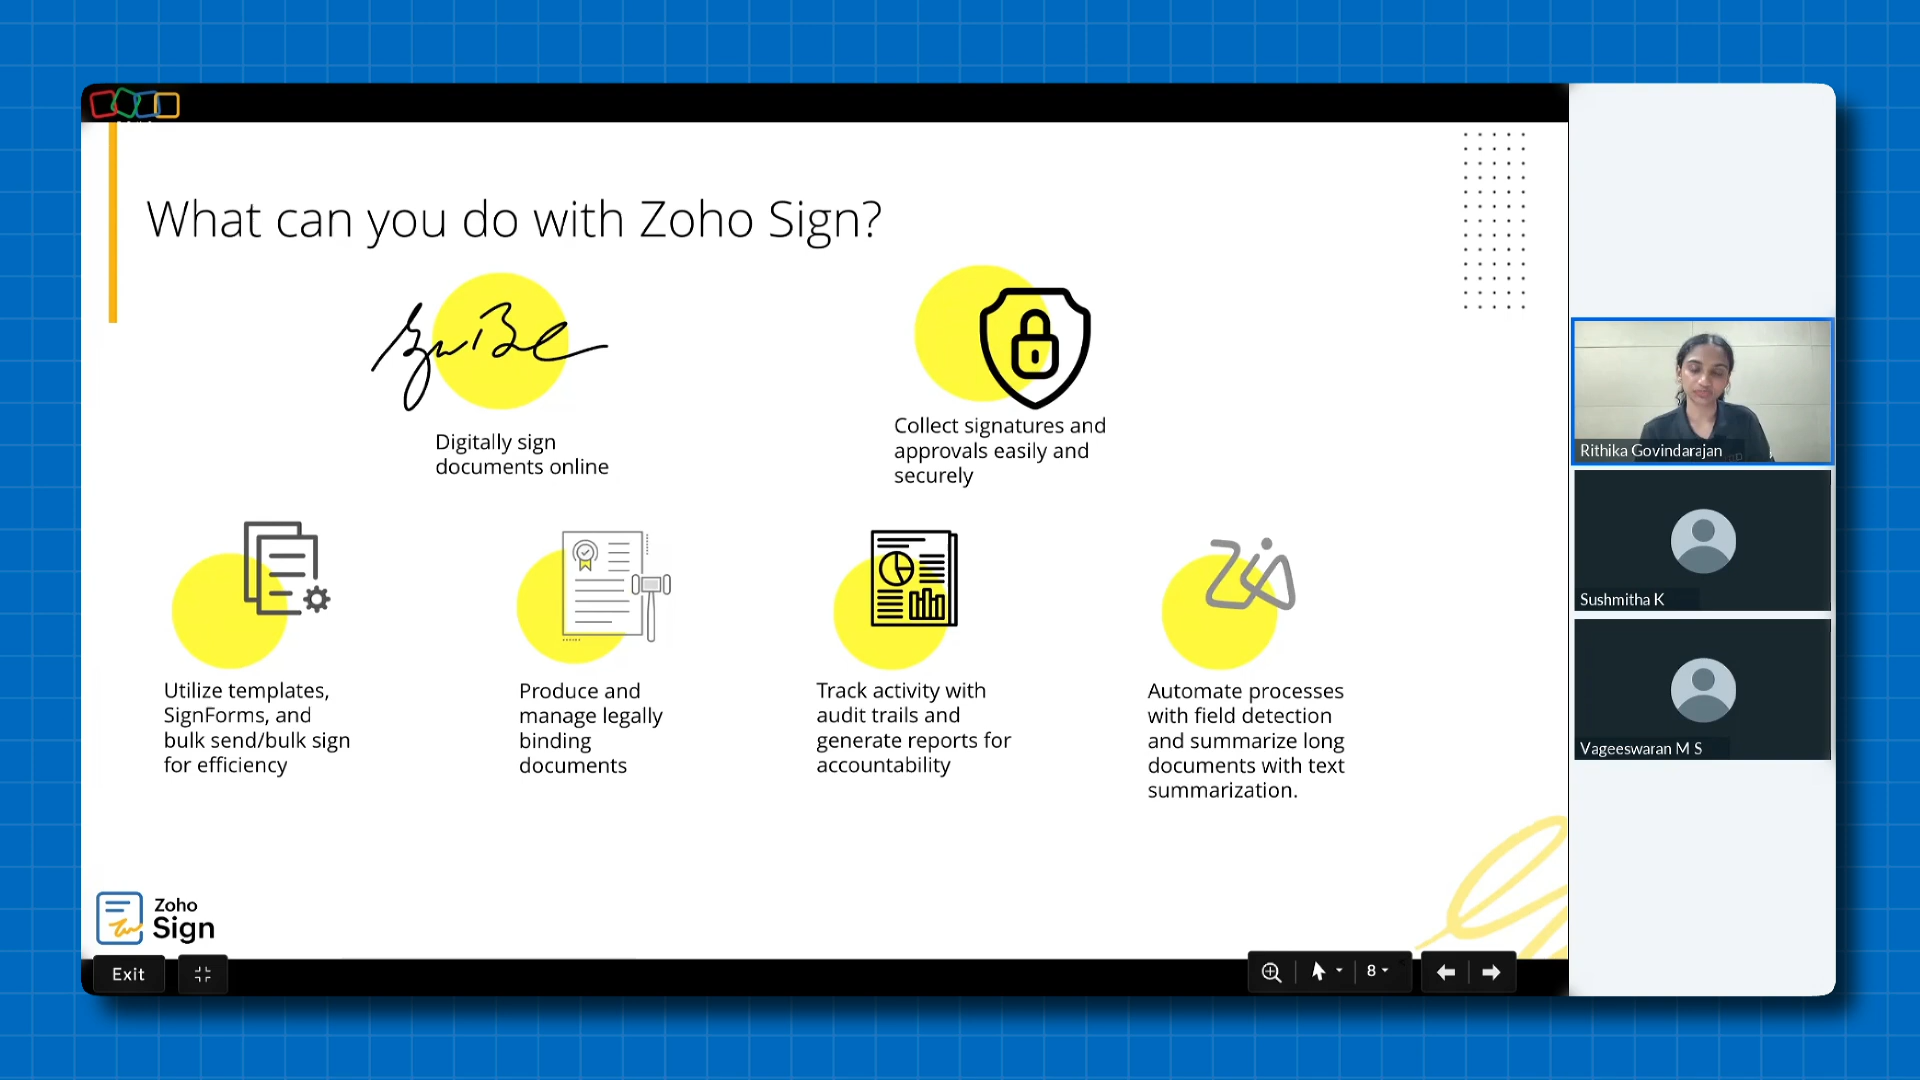 What can you do with Zoho Sign?
Digitally sign
documents online
Collect signatures and
approvals easily and
securely
Utilize templates,
SignForms, and
bulk send/bulk sign
for efficiency
Produce and
manage legally
binding
documents
Track activity with
audit trails and
generate reports for
accountability
Zia
Automate processes
with field detection
and summarize long
documents with text
summarization.
Zoho
Sign
Exit
8
Rithika Govindarajan
Sushmitha K
Vageeswaran M S